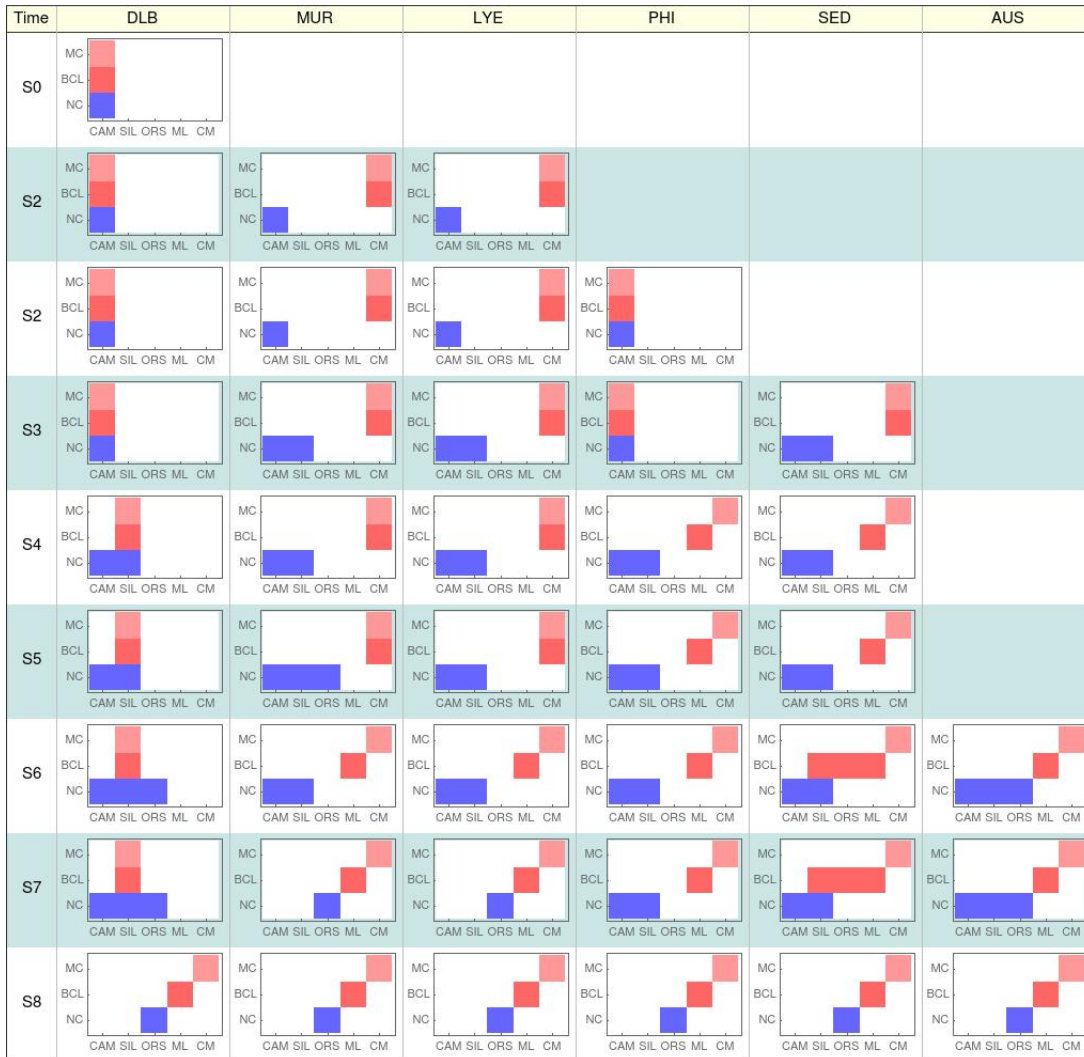 Time DLB MUR LYE PHI SED AUS
S0
MC
BCL
NC
CAM SIL ORS ML CM
S2
MC MC MC
BCL BCL BCL
NC NC NC
CAM SIL ORS ML CM CAM SIL ORS ML CM CAM SIL ORS ML CM
S2
MC MC MC MC
BCL BCL BCL BCL
NC NC NC NC
CAM SIL ORS ML CM CAM SIL ORS ML CM CAM SIL ORS ML CM CAM SIL ORS ML CM
S3
MC MC MC MC MC
BCL BCL BCL BCL BCL
NC NC NC NC NC
CAM SIL ORS ML CM CAM SIL ORS ML CM CAM SIL ORS ML CM CAM SIL ORS ML CM CAM SIL ORS ML CM
S4
MC MC MC MC MC
BCL BCL BCL BCL BCL
NC NC NC NC NC
CAM SIL ORS ML CM CAM SIL ORS ML CM CAM SIL ORS ML CM CAM SIL ORS ML CM CAM SIL ORS ML CM
S5
MC MC MC MC MC
BCL BCL BCL BCL BCL
NC NC NC NC NC
CAM SIL ORS ML CM CAM SIL ORS ML CM CAM SIL ORS ML CM CAM SIL ORS ML CM CAM SIL ORS ML CM
S6
MC MC MC MC MC MC
BCL BCL BCL BCL BCL BCL
NC NC NC NC NC NC
CAM SIL ORS ML CM CAM SIL ORS ML CM CAM SIL ORS ML CM CAM SIL ORS ML CM CAM SIL ORS ML CM CAM SIL ORS ML CM
S7
MC MC MC MC MC MC
BCL BCL BCL BCL BCL BCL
NC NC NC NC NC NC
CAM SIL ORS ML CM CAM SIL ORS ML CM CAM SIL ORS ML CM CAM SIL ORS ML CM CAM SIL ORS ML CM CAM SIL ORS ML CM
S8
MC MC MC MC MC MC
BCL BCL BCL BCL BCL BCL
NC NC NC NC NC NC
CAM SIL ORS ML CM CAM SIL ORS ML CM CAM SIL ORS ML CM CAM SIL ORS ML CM CAM SIL ORS ML CM CAM SIL ORS ML CM